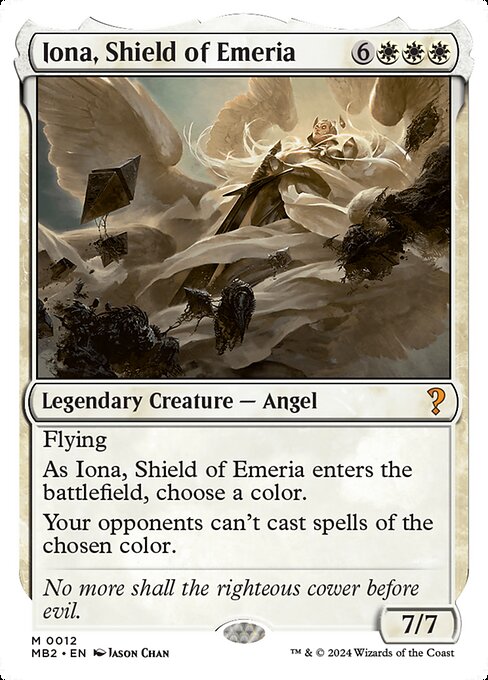 Iona, Shield of Emeria 6
Legendary Creature — Angel
Flying
As Iona, Shield of Emeria enters the
battlefield, choose a color.
Your opponents can't cast spells of the
chosen color.
No more shall the righteous cower before
evil.
7/7
M 0012
MB2 • EN Jason Chan
™ & © 2024 Wizards of the Coast